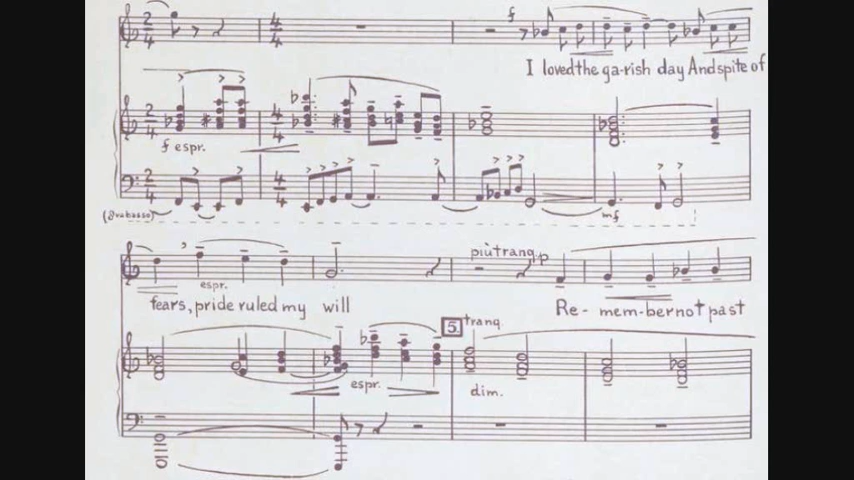 f
I loved the ga-rish day And spite of
f espr.
(8va basso)
mf
più tranq. p
espr.
fears, pride ruled my will
Re- mem-ber not past
5 tranq.
espr.
dim.